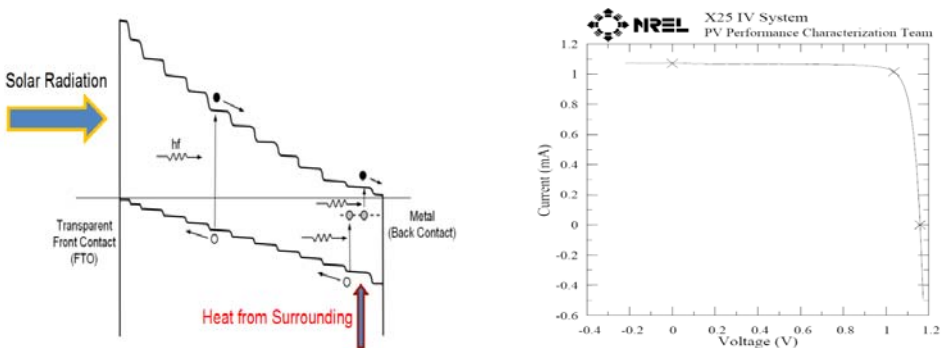 Solar Radiation
hf
Transparent
Front Contact
(FTO)
Metal
(Back Contact)
Heat from Surrounding
NREL
X25 IV System
PV Performance Characterization Team
Current (mA)
1.2
1
0.8
0.6
0.4
0.2
0
-0.2
-0.4
-0.6
-0.4 -0.2 0 0.2 0.4 0.6 0.8 1 1.2
Voltage (V)